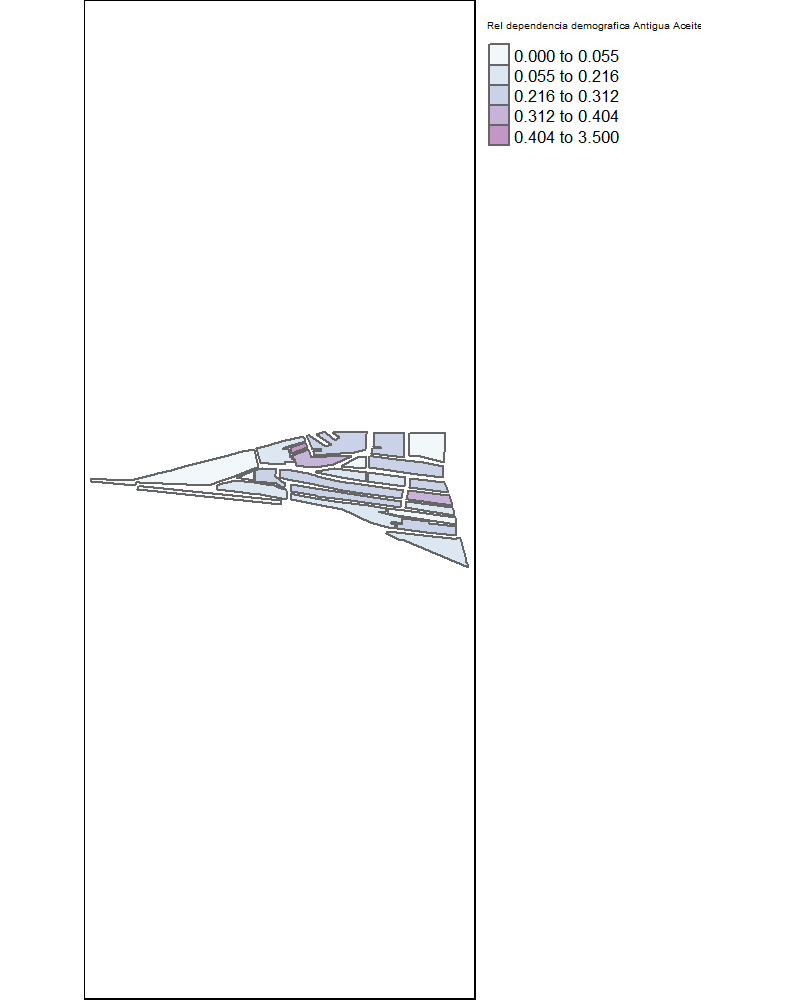 Rel dependencia demografica Antigua Aceite
0.000 to 0.055
0.055 to 0.216
0.216 to 0.312
0.312 to 0.404
0.404 to 3.500